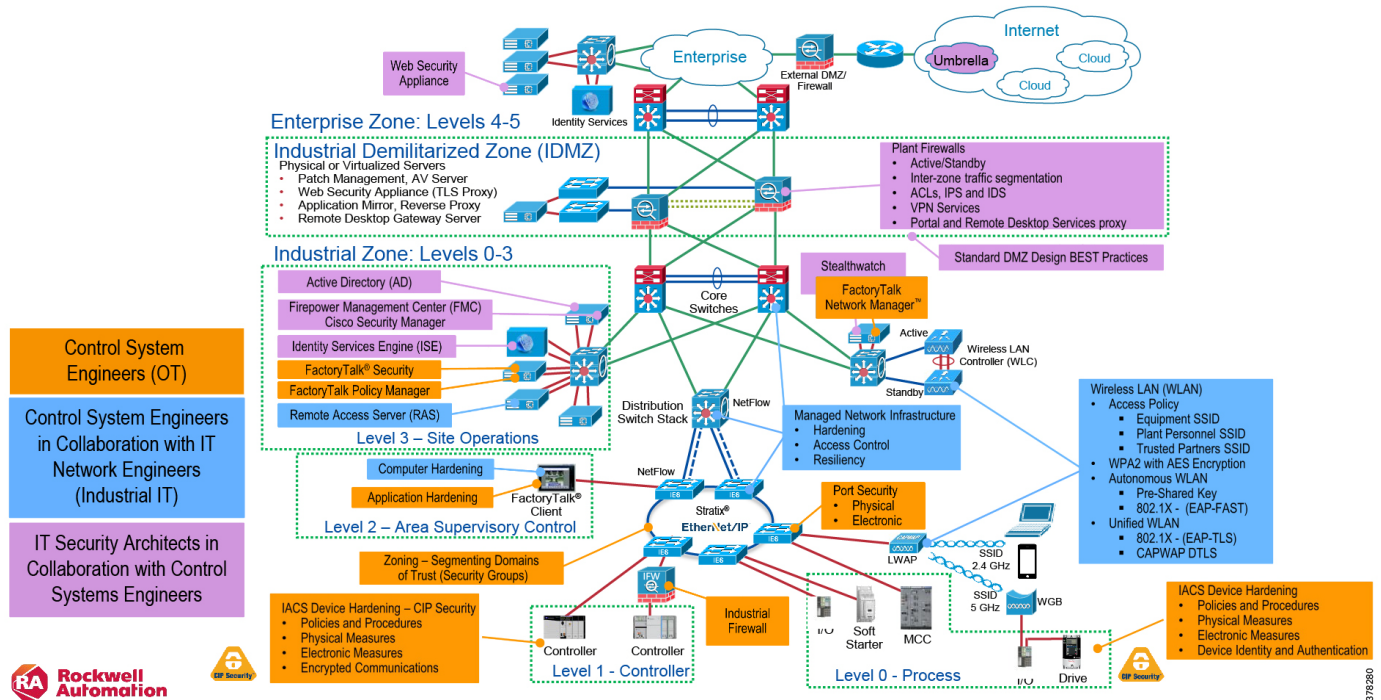 Internet
Umbrella
Cloud
Cloud
Enterprise
External DMZ/
Firewall
Web Security
Appliance
Identity Services
Enterprise Zone: Levels 4-5
Industrial Demilitarized Zone (IDMZ)
Physical or Virtualized Servers
• Patch Management, AV Server
• Web Security Appliance (TLS Proxy)
• Application Mirror, Reverse Proxy
• Remote Desktop Gateway Server
Plant Firewalls
• Active/Standby
• Inter-zone traffic segmentation
• ACLs, IPS and IDS
• VPN Services
• Portal and Remote Desktop Services proxy
Standard DMZ Design BEST Practices
Industrial Zone: Levels 0-3
Active Directory (AD)
Firepower Management Center (FMC)
Cisco Security Manager
Identity Services Engine (ISE)
FactoryTalk® Security
FactoryTalk Policy Manager
Remote Access Server (RAS)
Level 3 – Site Operations
Core
Switches
Stealthwatch
FactoryTalk
Network Manager™
Active
Wireless LAN
Controller (WLC)
Standby
Control System
Engineers (OT)
Control System Engineers
in Collaboration with IT
Network Engineers
(Industrial IT)
IT Security Architects in
Collaboration with Control
Systems Engineers
Distribution
Switch Stack
NetFlow
Managed Network Infrastructure
• Hardening
• Access Control
• Resiliency
Wireless LAN (WLAN)
• Access Policy
▪ Equipment SSID
▪ Plant Personnel SSID
▪ Trusted Partners SSID
• WPA2 with AES Encryption
• Autonomous WLAN
▪ Pre-Shared Key
▪ 802.1X - (EAP-FAST)
• Unified WLAN
▪ 802.1X - (EAP-TLS)
▪ CAPWAP DTLS
Computer Hardening
Application Hardening
FactoryTalk®
Client
Level 2 – Area Supervisory Control
NetFlow
IE6
IE6
Stratix®
EtherNet/IP
IE6
IE6
IE6
Port Security
• Physical
• Electronic
CAPWAP
LWAP
SSID
2.4 GHz
SSID
5 GHz
WGB
Zoning – Segmenting Domains
of Trust (Security Groups)
IFW
Industrial
Firewall
IACS Device Hardening – CIP Security
• Policies and Procedures
• Physical Measures
• Electronic Measures
• Encrypted Communications
Controller
Controller
Level 1 - Controller
I/O
Soft
Starter
MCC
Level 0 - Process
I/O
Drive
IACS Device Hardening
• Policies and Procedures
• Physical Measures
• Electronic Measures
• Device Identity and Authentication
CIP Security
CIP Security
RA
Rockwell
Automation
378280